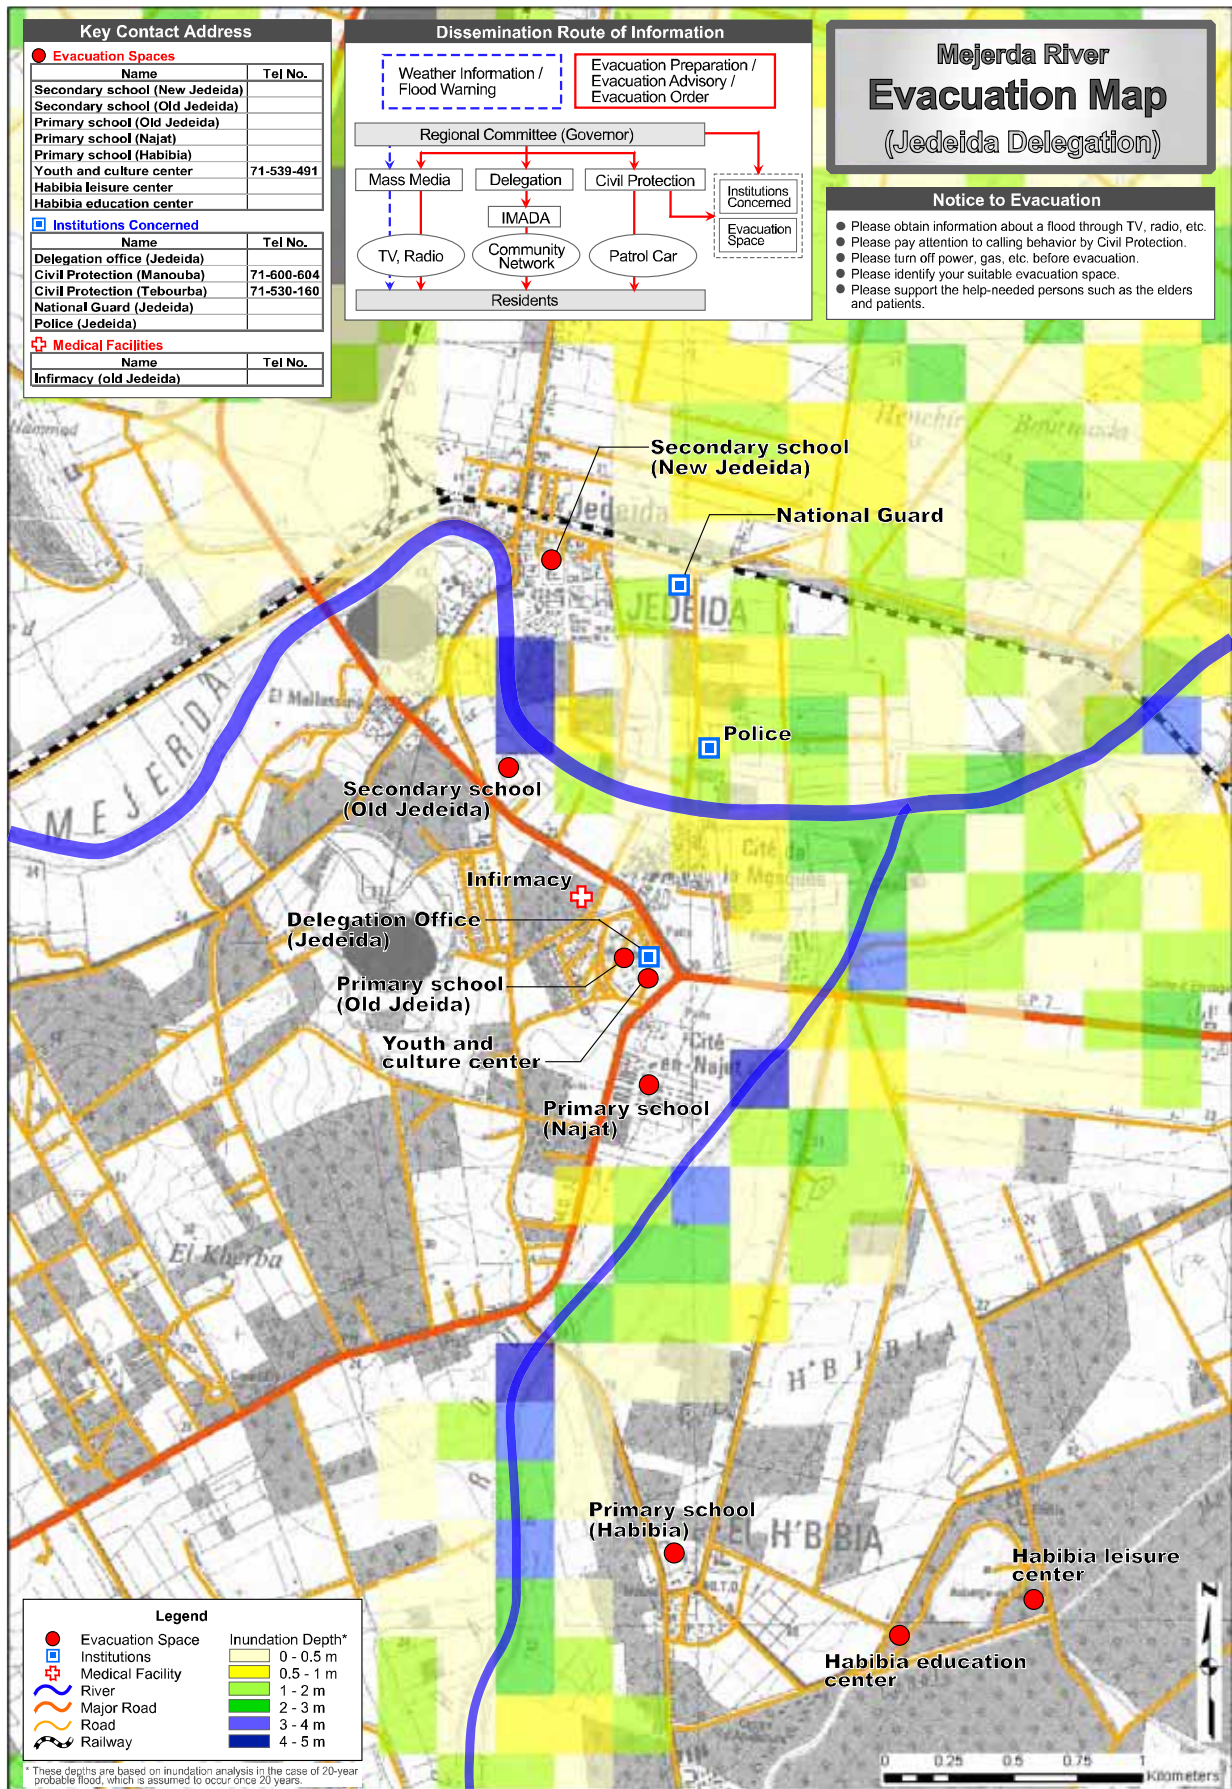 Key Contact Address
Evacuation Spaces
Name Tel No.
Secondary school (New Jedeida)
Secondary school (Old Jedeida)
Primary school (Old Jedeida)
Primary school (Najat)
Primary school (Habibia)
Youth and culture center 71-539-491
Habibia leisure center
Habibia education center
Institutions Concerned
Name Tel No.
Delegation office (Jedeida)
Civil Protection (Manouba) 71-600-604
Civil Protection (Tebourba) 71-530-160
National Guard (Jedeida)
Police (Jedeida)
Medical Facilities
Name Tel No.
Infirmacy (old Jedeida)
Dissemination Route of Information
Weather Information /
Flood Warning
Evacuation Preparation /
Evacuation Advisory /
Evacuation Order
Regional Committee (Governor)
Mass Media
Delegation
Civil Protection
Institutions
Concerned
IMADA
Evacuation
Space
TV, Radio
Community
Network
Patrol Car
Residents
Mejerda River
Evacuation Map
(Jedeida Delegation)
Notice to Evacuation
Please obtain information about a flood through TV, radio, etc.
Please pay attention to calling behavior by Civil Protection.
Please turn off power, gas, etc. before evacuation.
Please identify your suitable evacuation space.
Please support the help-needed persons such as the elders
and patients.
Henchir
Secondary school
(New Jedeida)
Jedeida
National Guard
JEDEIDA
MEJERDA
Police
Secondary school
(Old Jedeida)
Cité de
la Mosquée
Infirmacy
Delegation Office
(Jedeida)
Primary school
(Old Jdeida)
G.P. 7
Youth and
culture center
Cité
en-Najet
Primary school
(Najat)
El Kherba
H'BIBIA
Primary school
(Habibia)
EL H'BIBIA
Habibia leisure
center
Habibia education
center
Legend
Evacuation Space
Institutions
Medical Facility
River
Major Road
Road
Railway
Inundation Depth*
0 - 0.5 m
0.5 - 1 m
1 - 2 m
2 - 3 m
3 - 4 m
4 - 5 m
* These depths are based on inundation analysis in the case of 20-year
probable flood, which is assumed to occur once 20 years.
N
0 0.25 0.5 0.75 1
Kilometers